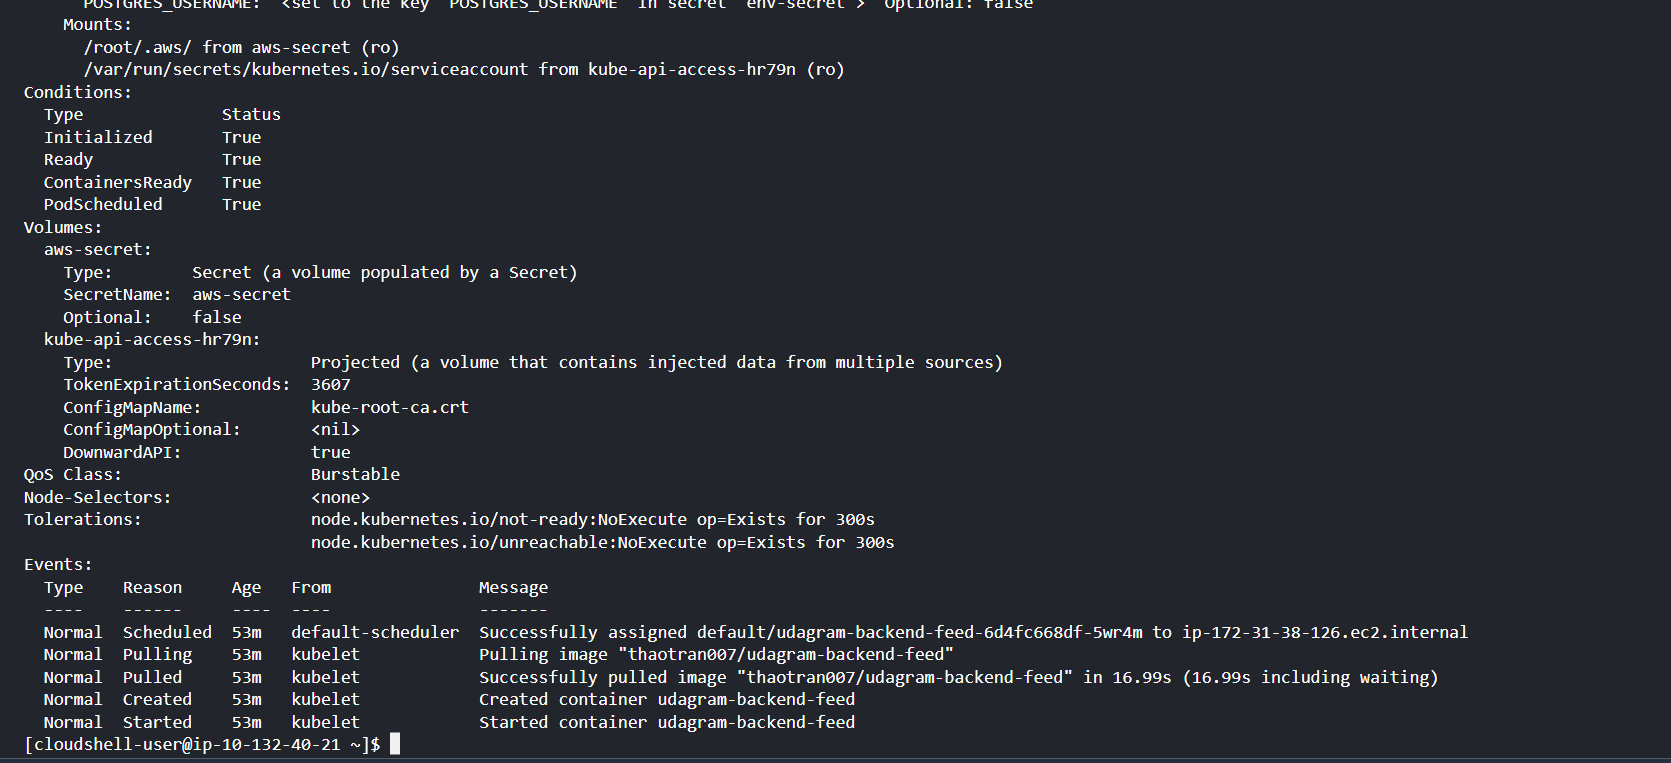 POSTGRES_USERNAME:  <set to the key 'POSTGRES_USERNAME' in secret 'env-secret'>  Optional: false
Mounts:
/root/.aws/ from aws-secret (ro)
/var/run/secrets/kubernetes.io/serviceaccount from kube-api-access-hr79n (ro)
Conditions:
Type Status
Initialized True
Ready True
ContainersReady True
PodScheduled True
Volumes:
aws-secret:
Type: Secret (a volume populated by a Secret)
SecretName: aws-secret
Optional: false
kube-api-access-hr79n:
Type: Projected (a volume that contains injected data from multiple sources)
TokenExpirationSeconds: 3607
ConfigMapName: kube-root-ca.crt
ConfigMapOptional: <nil>
DownwardAPI: true
QoS Class: Burstable
Node-Selectors: <none>
Tolerations: node.kubernetes.io/not-ready:NoExecute op=Exists for 300s
node.kubernetes.io/unreachable:NoExecute op=Exists for 300s
Events:
Type Reason Age From Message
---- ------ ---- ---- -------
Normal Scheduled 53m default-scheduler Successfully assigned default/udagram-backend-feed-6d4fc668df-5wr4m to ip-172-31-38-126.ec2.internal
Normal Pulling 53m kubelet Pulling image "thaotran007/udagram-backend-feed"
Normal Pulled 53m kubelet Successfully pulled image "thaotran007/udagram-backend-feed" in 16.99s (16.99s including waiting)
Normal Created 53m kubelet Created container udagram-backend-feed
Normal Started 53m kubelet Started container udagram-backend-feed
[cloudshell-user@ip-10-132-40-21 ~]$